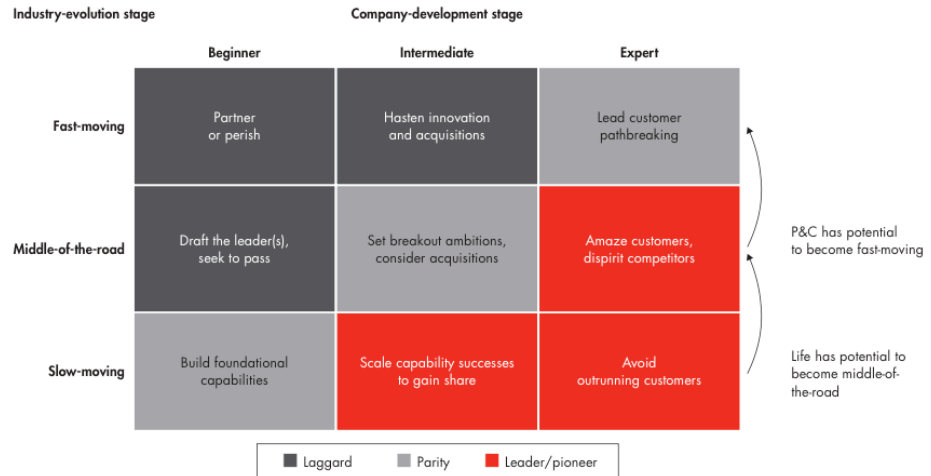 Industry-evolution stage
Company-development stage
Beginner
Intermediate
Expert
Fast-moving
Partner
or perish
Hasten innovation
and acquisitions
Lead customer
pathbreaking
Middle-of-the-road
Draft the leader(s),
seek to pass
Set breakout ambitions,
consider acquisitions
Amaze customers,
dispirit competitors
P&C has potential
to become fast-moving
Slow-moving
Build foundational
capabilities
Scale capability successes
to gain share
Avoid
outrunning customers
Life has potential to
become middle-of-
the-road
Laggard
Parity
Leader/pioneer